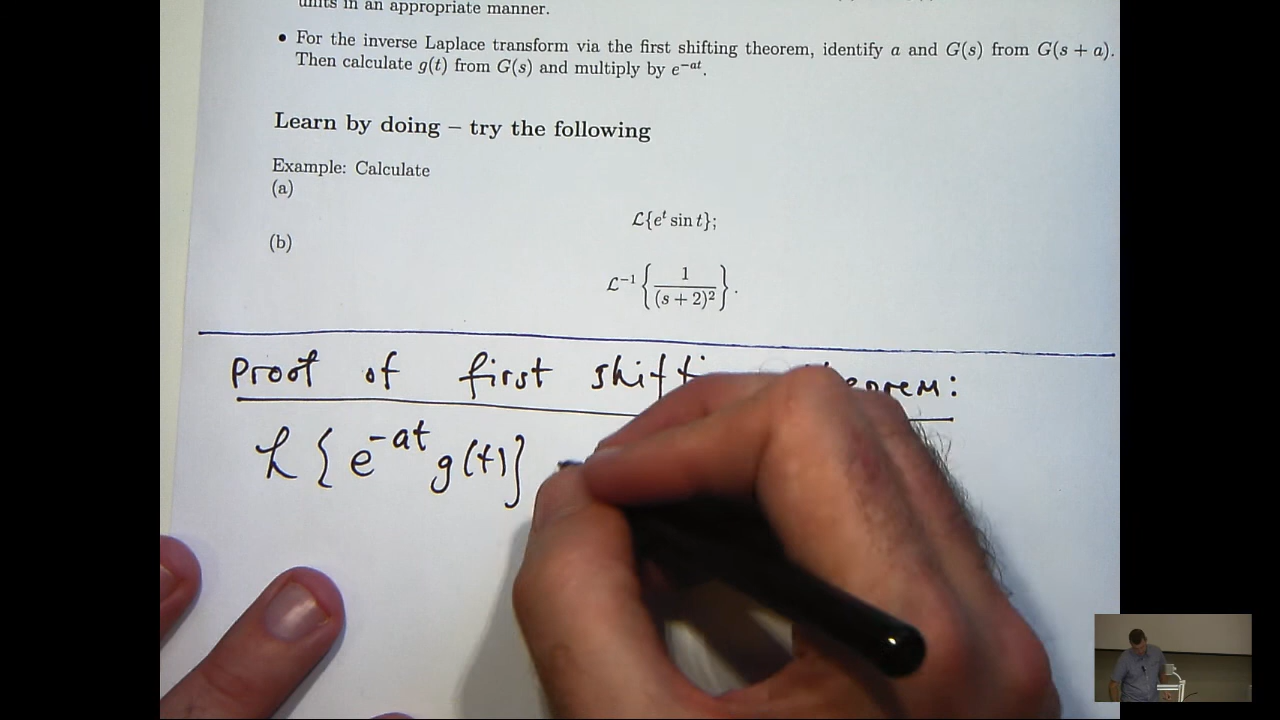 units in an appropriate manner.
• For the inverse Laplace transform via the first shifting theorem, identify a and G(s) from G(s + a).
Then calculate g(t) from G(s) and multiply by e^{-at}.
Learn by doing – try the following
Example: Calculate
(a)
ℒ{e^t sin t};
(b)
ℒ^{-1}{1/(s + 2)^2}.
Proof of first
ℒ{e^{-at} g(t)}